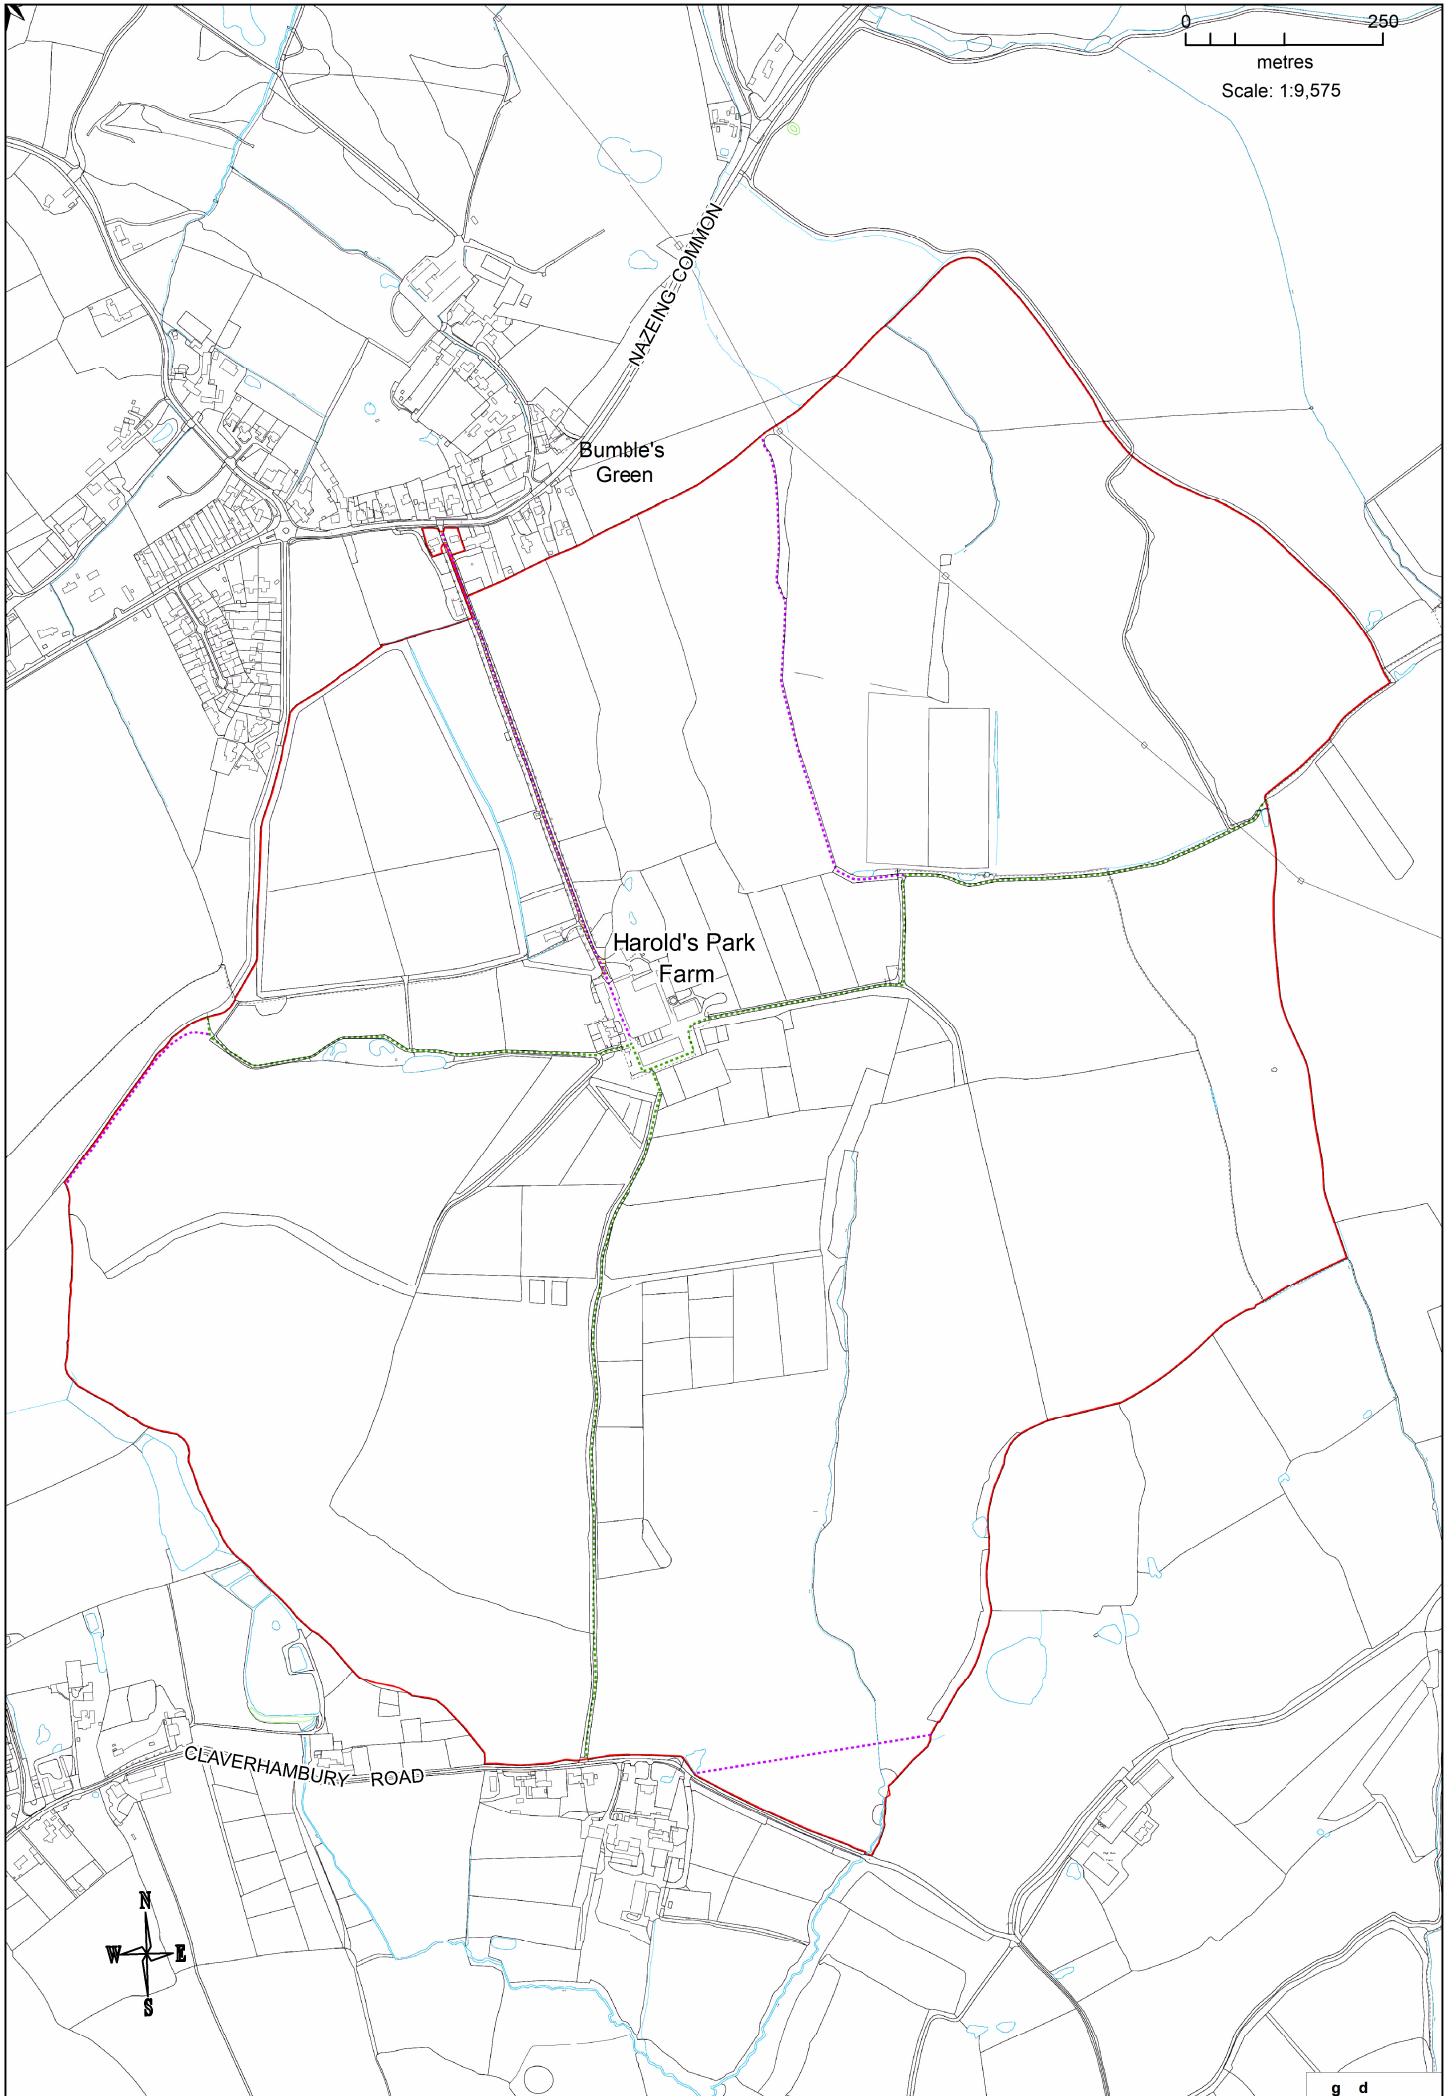 0 250
metres
Scale: 1:9,575
NAZEING COMMON
Bumble's
Green
Harold's Park
Farm
CLAVERHAMBURY ROAD
N
W E
S
g d